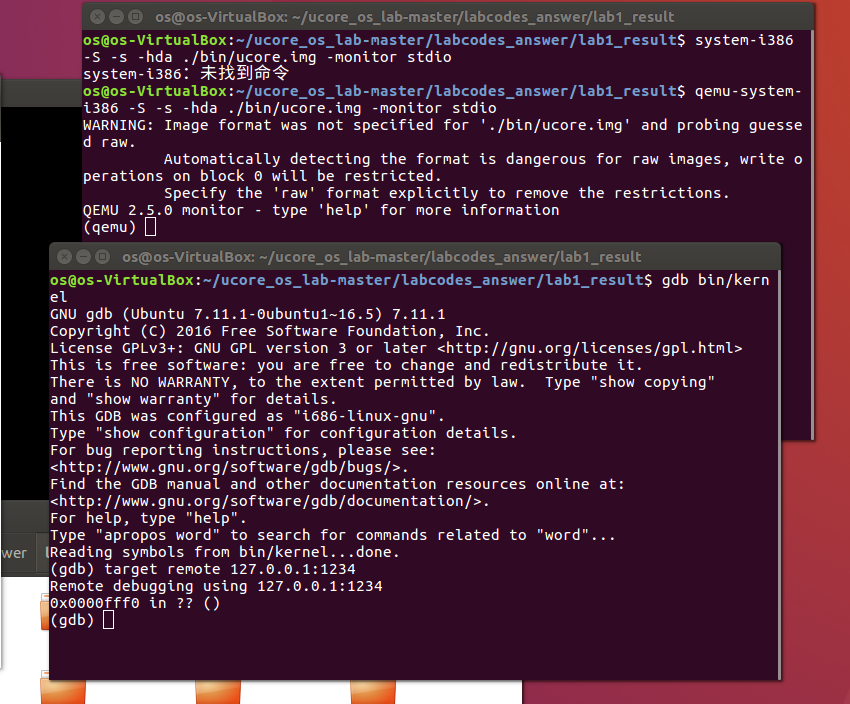 os@os-VirtualBox: ~/ucore_os_lab-master/labcodes_answer/lab1_result
os@os-VirtualBox:~/ucore_os_lab-master/labcodes_answer/lab1_result$ system-i386
-S -s -hda ./bin/ucore.img -monitor stdio
system-i386：未找到命令
os@os-VirtualBox:~/ucore_os_lab-master/labcodes_answer/lab1_result$ qemu-system-
i386 -S -s -hda ./bin/ucore.img -monitor stdio
WARNING: Image format was not specified for './bin/ucore.img' and probing guesse
d raw.
Automatically detecting the format is dangerous for raw images, write o
perations on block 0 will be restricted.
Specify the 'raw' format explicitly to remove the restrictions.
QEMU 2.5.0 monitor - type 'help' for more information
(qemu)
os@os-VirtualBox: ~/ucore_os_lab-master/labcodes_answer/lab1_result
os@os-VirtualBox:~/ucore_os_lab-master/labcodes_answer/lab1_result$ gdb bin/kern
el
GNU gdb (Ubuntu 7.11.1-0ubuntu1~16.5) 7.11.1
Copyright (C) 2016 Free Software Foundation, Inc.
License GPLv3+: GNU GPL version 3 or later <http://gnu.org/licenses/gpl.html>
This is free software: you are free to change and redistribute it.
There is NO WARRANTY, to the extent permitted by law.  Type "show copying"
and "show warranty" for details.
This GDB was configured as "i686-linux-gnu".
Type "show configuration" for configuration details.
For bug reporting instructions, please see:
<http://www.gnu.org/software/gdb/bugs/>.
Find the GDB manual and other documentation resources online at:
<http://www.gnu.org/software/gdb/documentation/>.
For help, type "help".
Type "apropos word" to search for commands related to "word"...
Reading symbols from bin/kernel...done.
(gdb) target remote 127.0.0.1:1234
Remote debugging using 127.0.0.1:1234
0x0000fff0 in ?? ()
(gdb)
wer